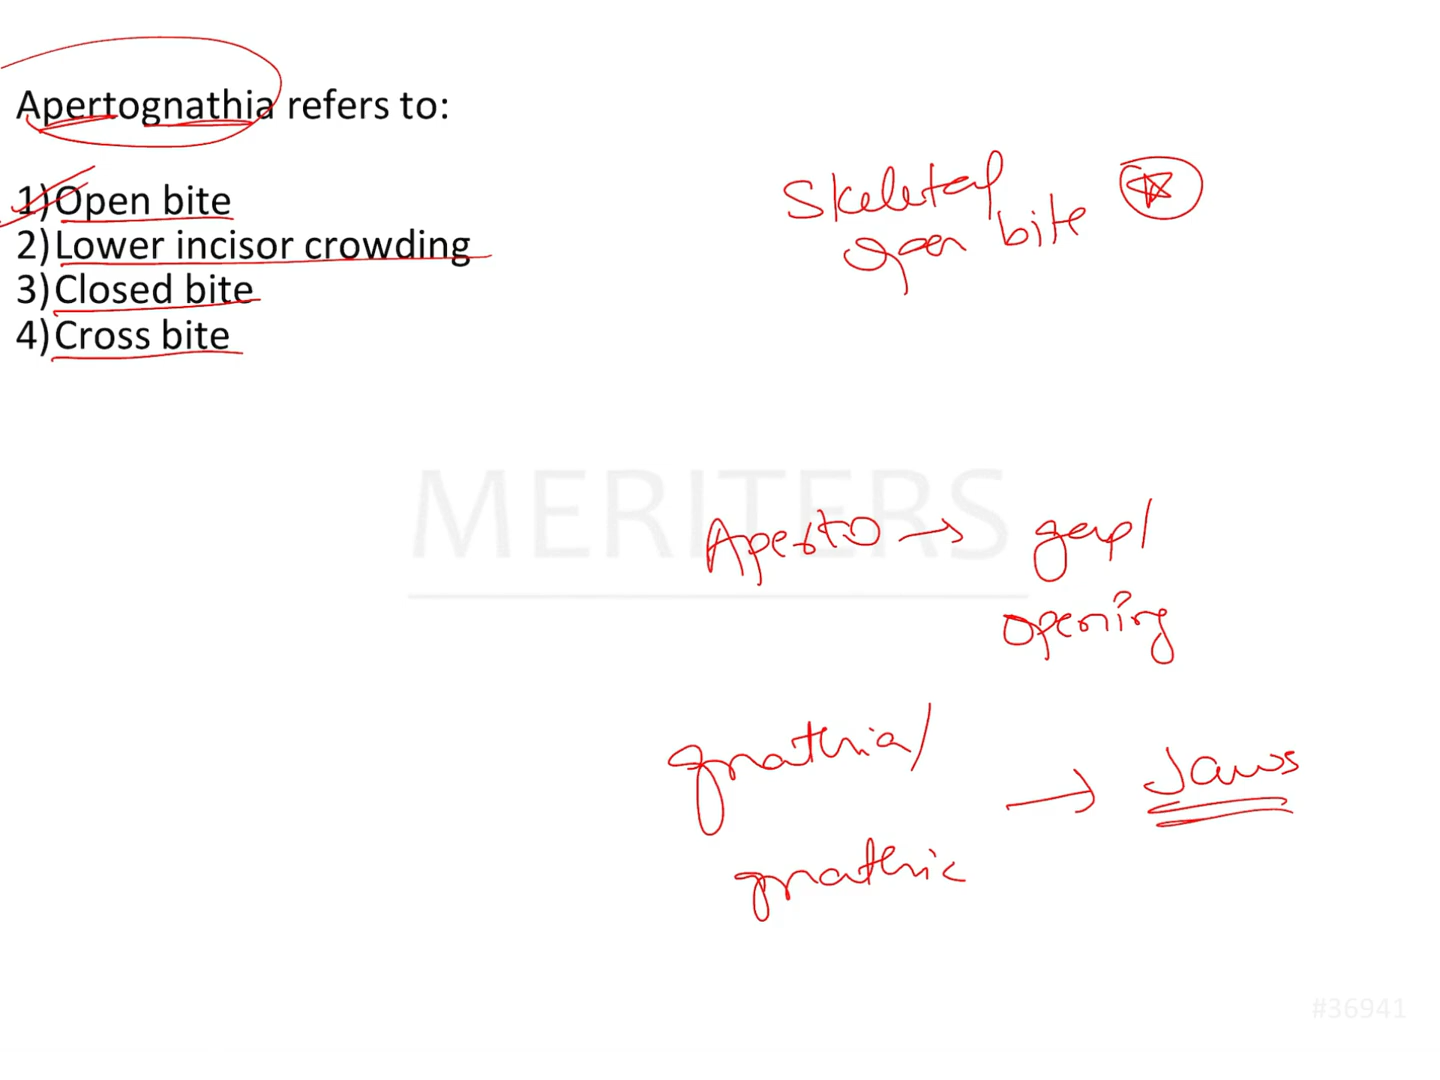 Apertognathia refers to:
1) Open bite
2) Lower incisor crowding
3) Closed bite
4) Cross bite
Skeletal
open bite
MERITERS
Aperto → gap/
opening
gnathia/
→ Jaws
gnathic
#36941